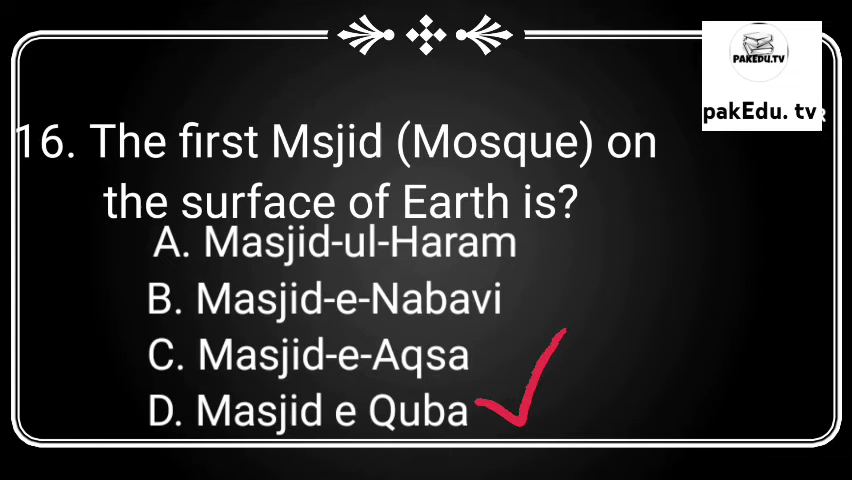 PAKEDU.TV
pakEdu. tv
16. The first Msjid (Mosque) on
the surface of Earth is?
A. Masjid-ul-Haram
B. Masjid-e-Nabavi
C. Masjid-e-Aqsa
D. Masjid e Quba